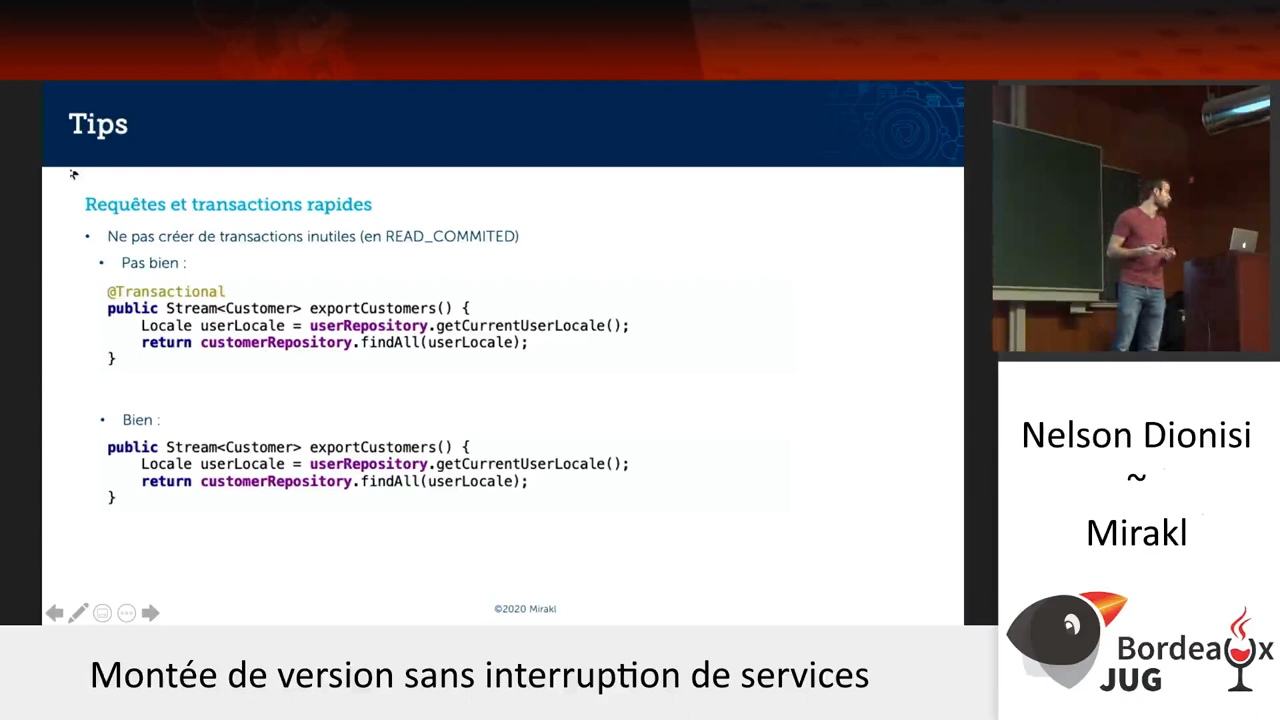 Tips
Requêtes et transactions rapides
• Ne pas créer de transactions inutiles (en READ_COMMITED)
• Pas bien :
@Transactional
public Stream<Customer> exportCustomers() {
Locale userLocale = userRepository.getCurrentUserLocale();
return customerRepository.findAll(userLocale);
}
• Bien :
public Stream<Customer> exportCustomers() {
Locale userLocale = userRepository.getCurrentUserLocale();
return customerRepository.findAll(userLocale);
}
©2020 Mirakl
Nelson Dionisi
~
Mirakl
Bordeaux
JUG
Montée de version sans interruption de services